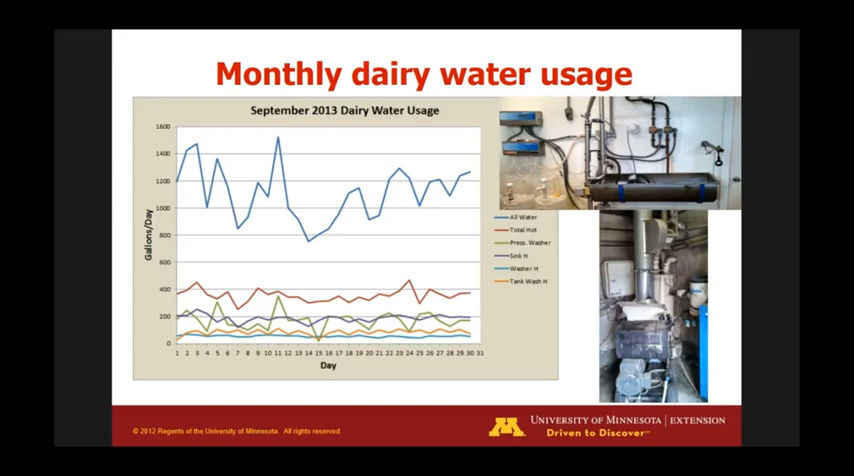 Monthly dairy water usage
September 2013 Dairy Water Usage
1600
1400
1200
1000
800
600
400
200
0
Gallons/Day
1 2 3 4 5 6 7 8 9 10 11 12 13 14 15 16 17 18 19 20 21 22 23 24 25 26 27 28 29 30 31
Day
All Water
Total Hot
Press. Washer
Sink H
Washer H
Tank Wash H
© 2012 Regents of the University of Minnesota All rights reserved
M
UNIVERSITY OF MINNESOTA | EXTENSION
Driven to Discover℠